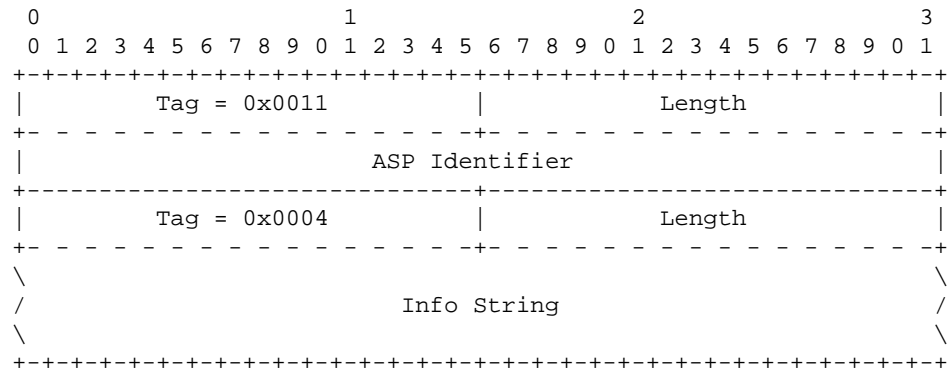 0                   1                   2                   3
 0 1 2 3 4 5 6 7 8 9 0 1 2 3 4 5 6 7 8 9 0 1 2 3 4 5 6 7 8 9 0 1
+-+-+-+-+-+-+-+-+-+-+-+-+-+-+-+-+-+-+-+-+-+-+-+-+-+-+-+-+-+-+-+-+
|         Tag = 0x0011          |            Length             |
+- - - - - - - - - - - - - - - -+- - - - - - - - - - - - - - - -+
|                        ASP Identifier                         |
+-------------------------------+-------------------------------+
|         Tag = 0x0004          |            Length             |
+- - - - - - - - - - - - - - - -+- - - - - - - - - - - - - - - -+
\                                                               \
/                          Info String                          /
\                                                               \
+-+-+-+-+-+-+-+-+-+-+-+-+-+-+-+-+-+-+-+-+-+-+-+-+-+-+-+-+-+-+-+-+